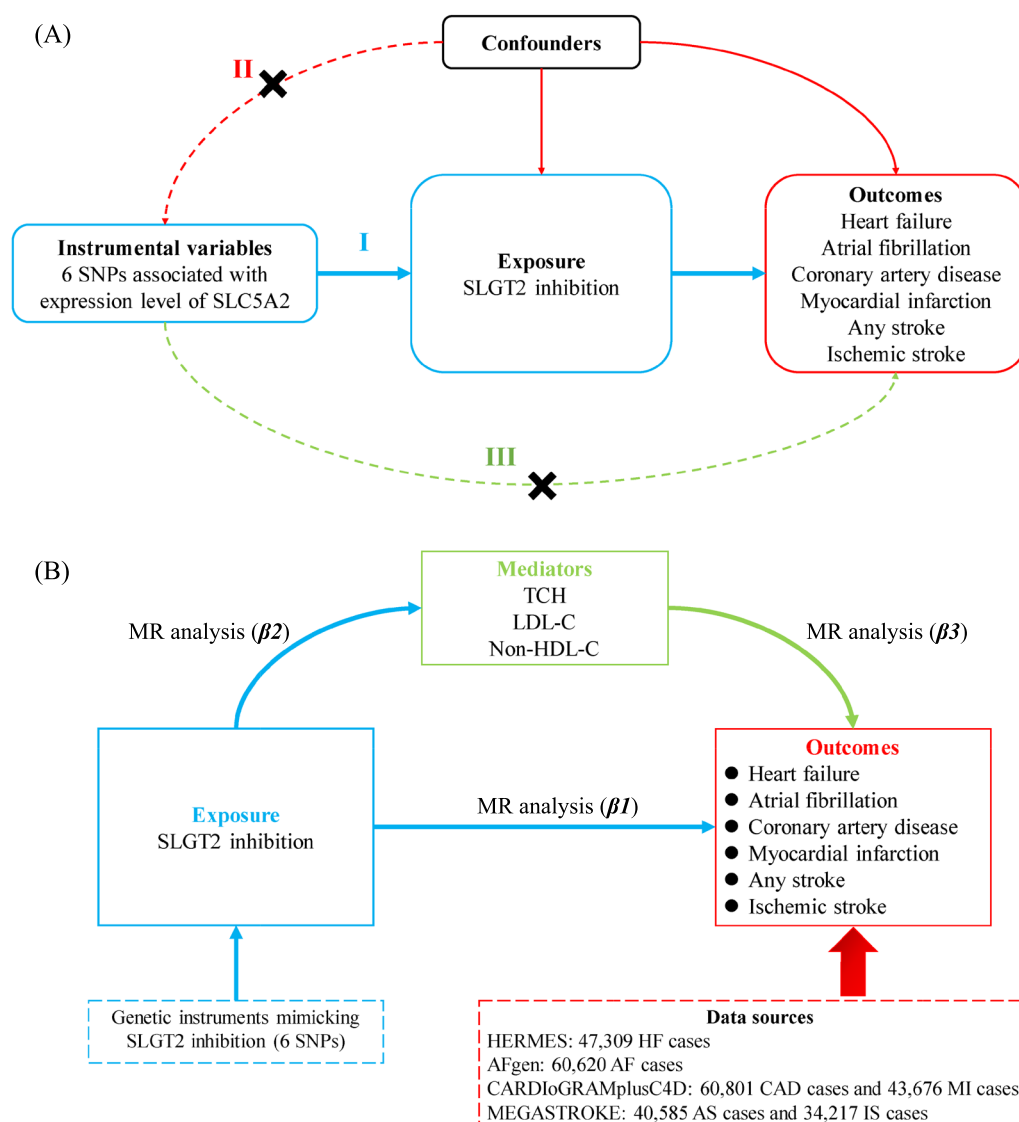 (A)
Confounders
II
Instrumental variables
6 SNPs associated with
expression level of SLC5A2
I
Exposure
SLGT2 inhibition
Outcomes
Heart failure
Atrial fibrillation
Coronary artery disease
Myocardial infarction
Any stroke
Ischemic stroke
III
(B)
Mediators
TCH
LDL-C
Non-HDL-C
MR analysis (β2)
MR analysis (β3)
Exposure
SLGT2 inhibition
MR analysis (β1)
Outcomes
● Heart failure
● Atrial fibrillation
● Coronary artery disease
● Myocardial infarction
● Any stroke
● Ischemic stroke
Genetic instruments mimicking
SLGT2 inhibition (6 SNPs)
Data sources
HERMES: 47,309 HF cases
AFgen: 60,620 AF cases
CARDIoGRAMplusC4D: 60,801 CAD cases and 43,676 MI cases
MEGASTROKE: 40,585 AS cases and 34,217 IS cases